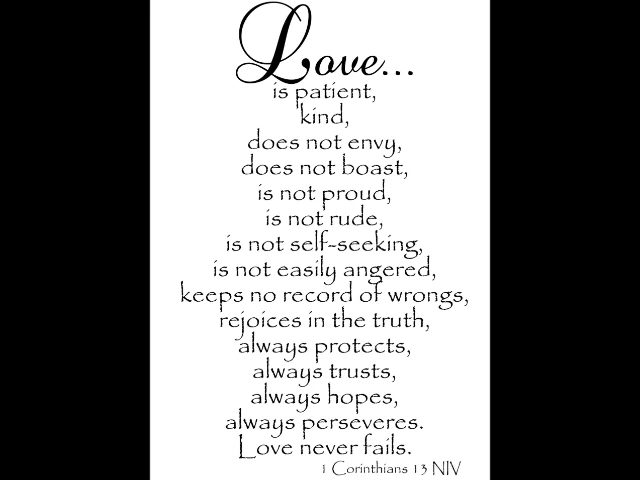 Love...
is patient,
kind,
does not envy,
does not boast,
is not proud,
is not rude,
is not self-seeking,
is not easily angered,
keeps no record of wrongs,
rejoices in the truth,
always protects,
always trusts,
always hopes,
always perseveres.
Love never fails.
1 Corinthians 13 NIV